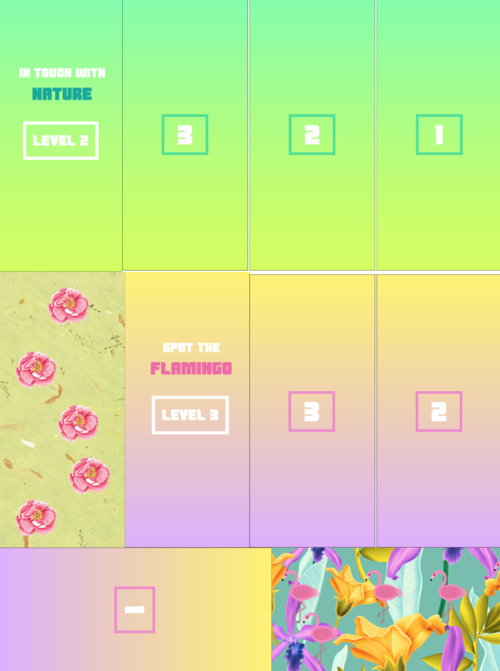 IN TOUCH WITH
NATURE
LEVEL 2
3
2
1
SPOT THE
FLAMINGO
LEVEL 3
3
2
1